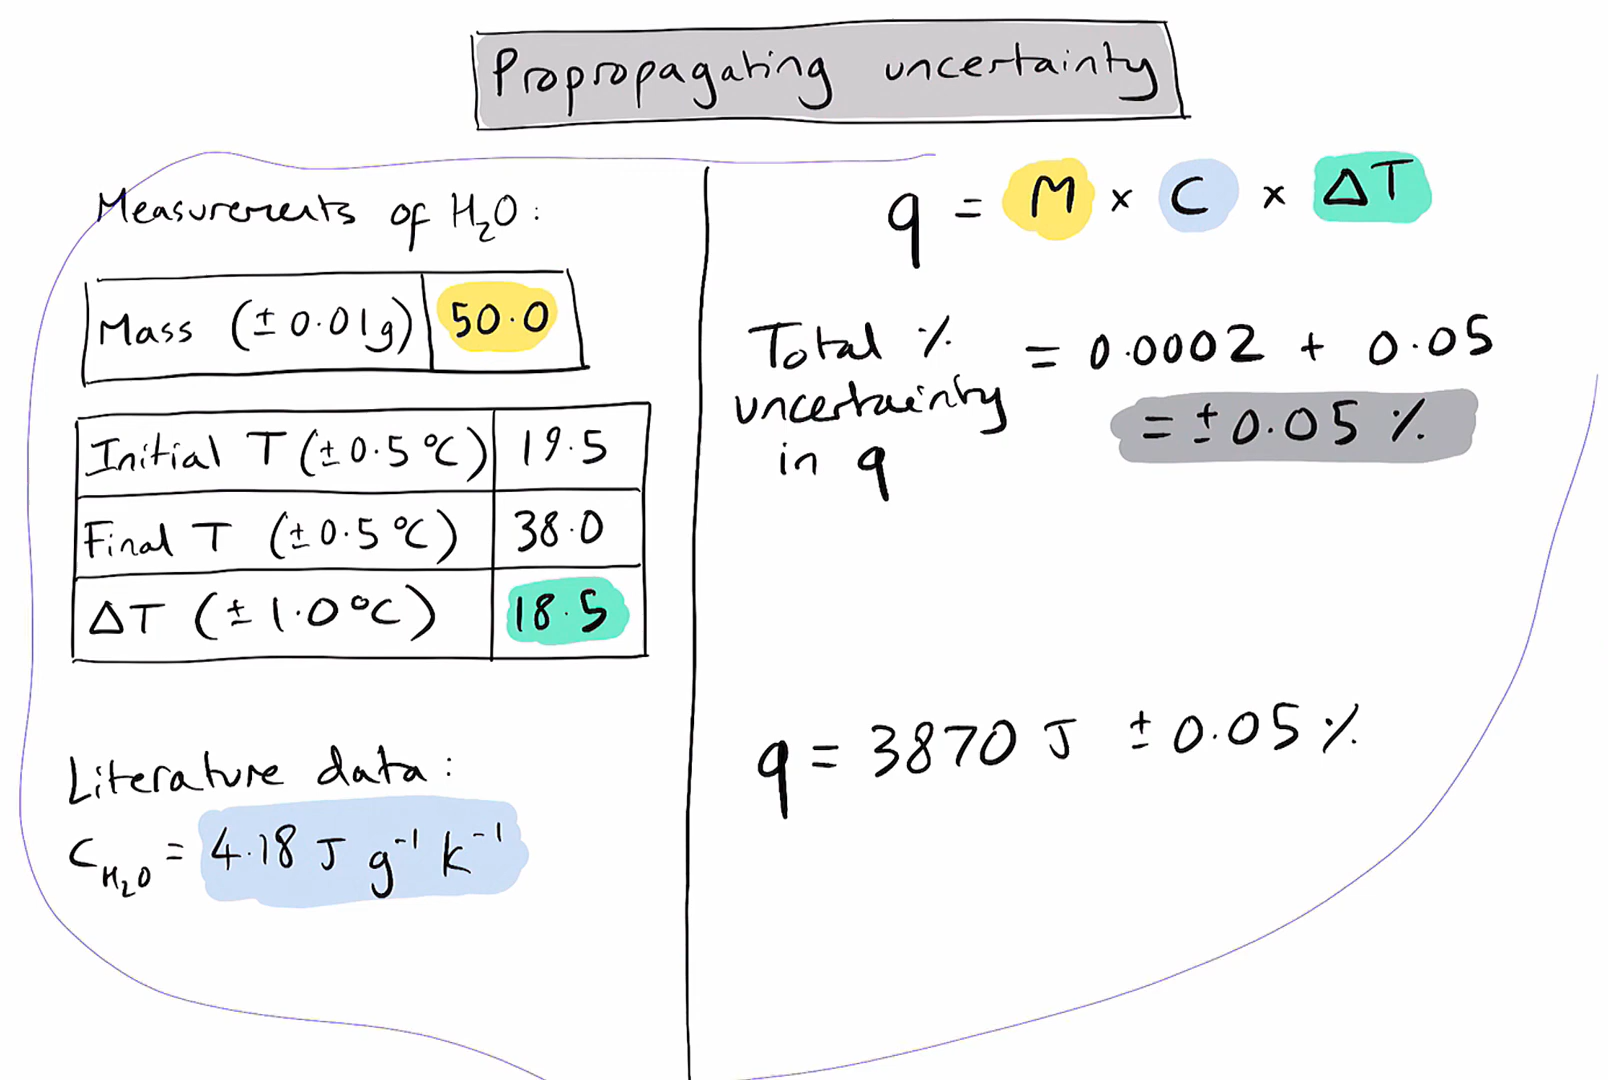 Propropagating uncertainty
Measurements of H₂O:
Mass (± 0.01g) 50.0
Initial T (± 0.5 °C) 19.5
Final T (± 0.5 °C) 38.0
ΔT (± 1.0 °C) 18.5
Literature data:
C_H₂O = 4.18 J g⁻¹ K⁻¹
q = M × C × ΔT
Total % uncertainty in q = 0.0002 + 0.05
= ± 0.05 %
q = 3870 J ± 0.05 %